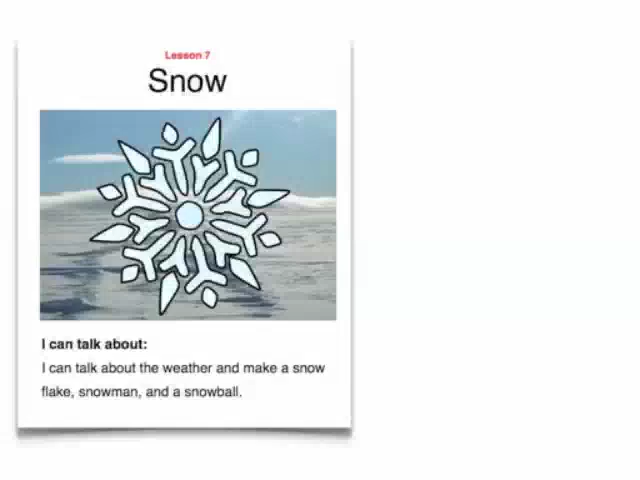 Lesson 7
Snow
I can talk about:
I can talk about the weather and make a snow
flake, snowman, and a snowball.